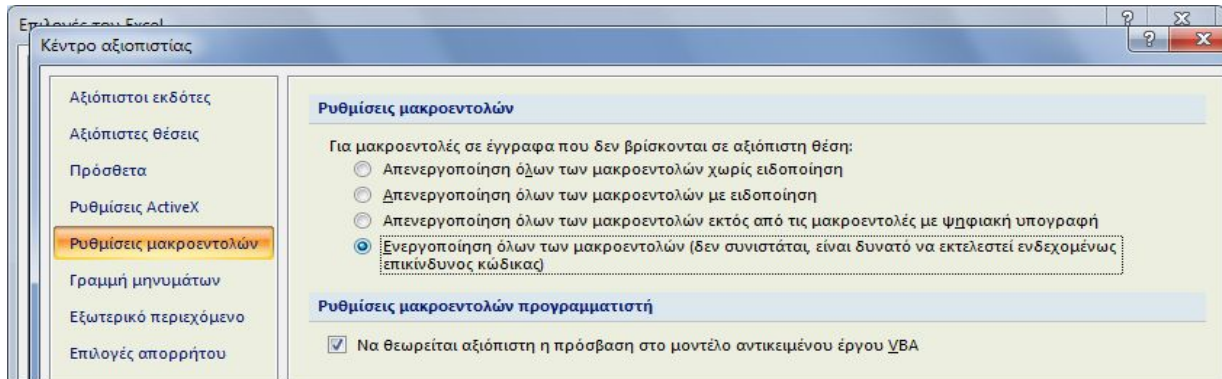 Επιλογές του Excel
Κέντρο αξιοπιστίας
Αξιόπιστοι εκδότες
Αξιόπιστες θέσεις
Πρόσθετα
Ρυθμίσεις ActiveX
Ρυθμίσεις μακροεντολών
Γραμμή μηνυμάτων
Εξωτερικό περιεχόμενο
Επιλογές απορρήτου
Ρυθμίσεις μακροεντολών
Για μακροεντολές σε έγγραφα που δεν βρίσκονται σε αξιόπιστη θέση:
Απενεργοποίηση όλων των μακροεντολών χωρίς ειδοποίηση
Απενεργοποίηση όλων των μακροεντολών με ειδοποίηση
Απενεργοποίηση όλων των μακροεντολών εκτός από τις μακροεντολές με ψηφιακή υπογραφή
Ενεργοποίηση όλων των μακροεντολών (δεν συνιστάται, είναι δυνατό να εκτελεστεί ενδεχομένως
επικίνδυνος κώδικας)
Ρυθμίσεις μακροεντολών προγραμματιστή
Να θεωρείται αξιόπιστη η πρόσβαση στο μοντέλο αντικειμένου έργου VBA